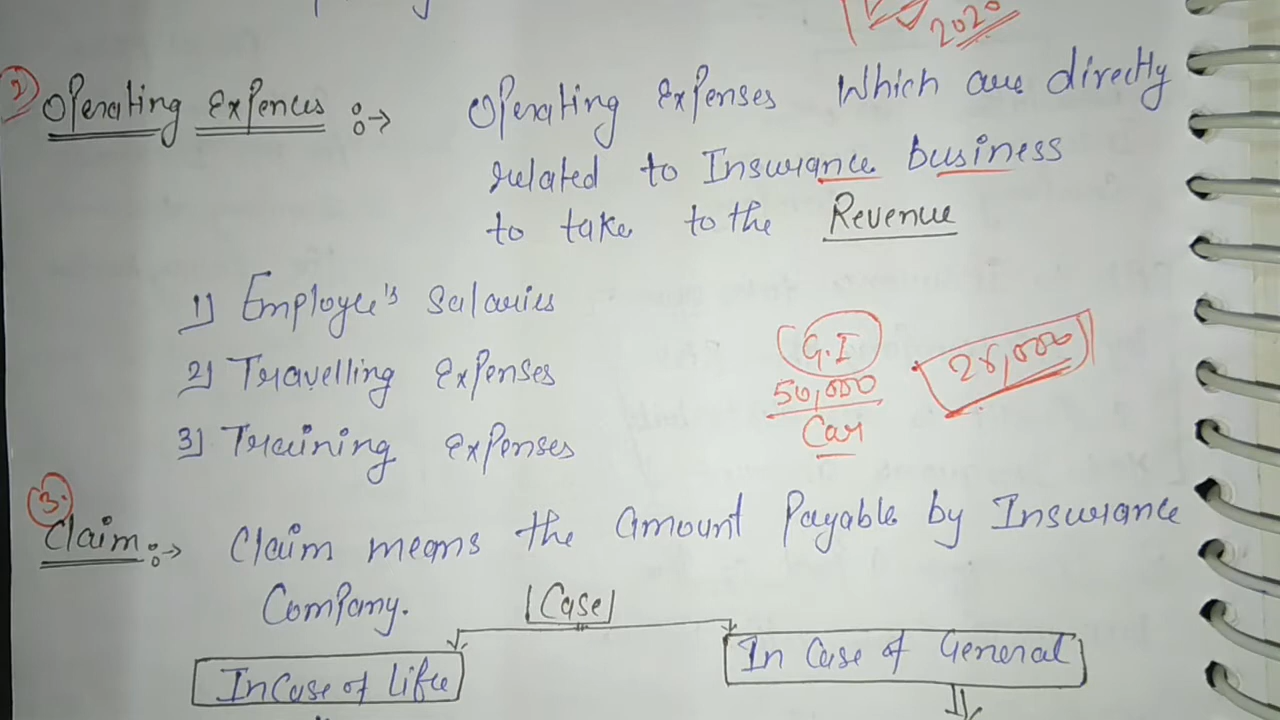 2020
2) Operating Expences :→ Operating Expenses Which are directly
related to Insurance business
to take to the Revenue
1) Employee's Salaries
2) Travelling Expenses
3) Training Expenses
G.I
50,000
Car
25,000
3.
Claim :→ Claim means the amount Payable by Insurance
Company.
Case
In Case of Life
In Case of General